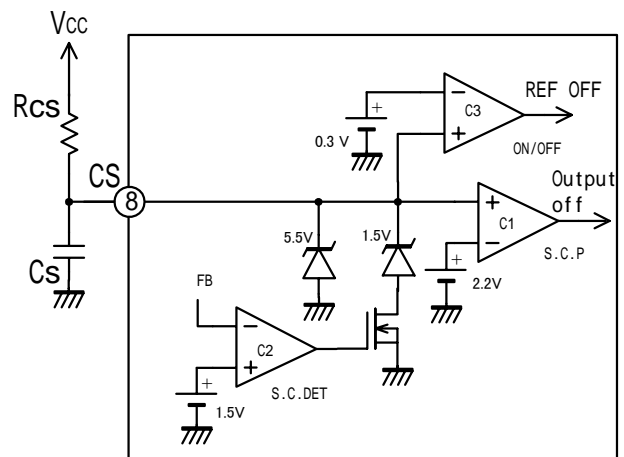 Vcc
Rcs
CS
8
Cs
+
0.3 V
−
+
C3
REF OFF
ON/OFF
5.5V
1.5V
+
−
C1
Output
off
S.C.P
+
2.2V
FB
−
+
C2
S.C.DET
+
1.5V